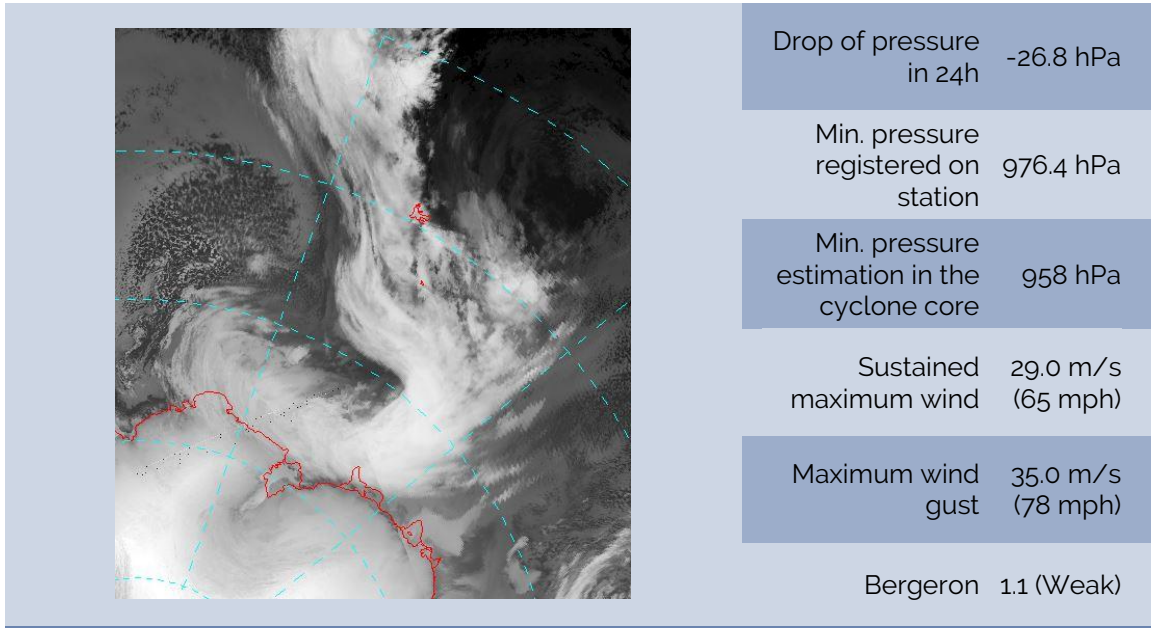 Drop of pressure
in 24h
-26.8 hPa
Min. pressure
registered on
station
976.4 hPa
Min. pressure
estimation in the
cyclone core
958 hPa
Sustained
maximum wind
29.0 m/s
(65 mph)
Maximum wind
gust
35.0 m/s
(78 mph)
Bergeron
1.1 (Weak)